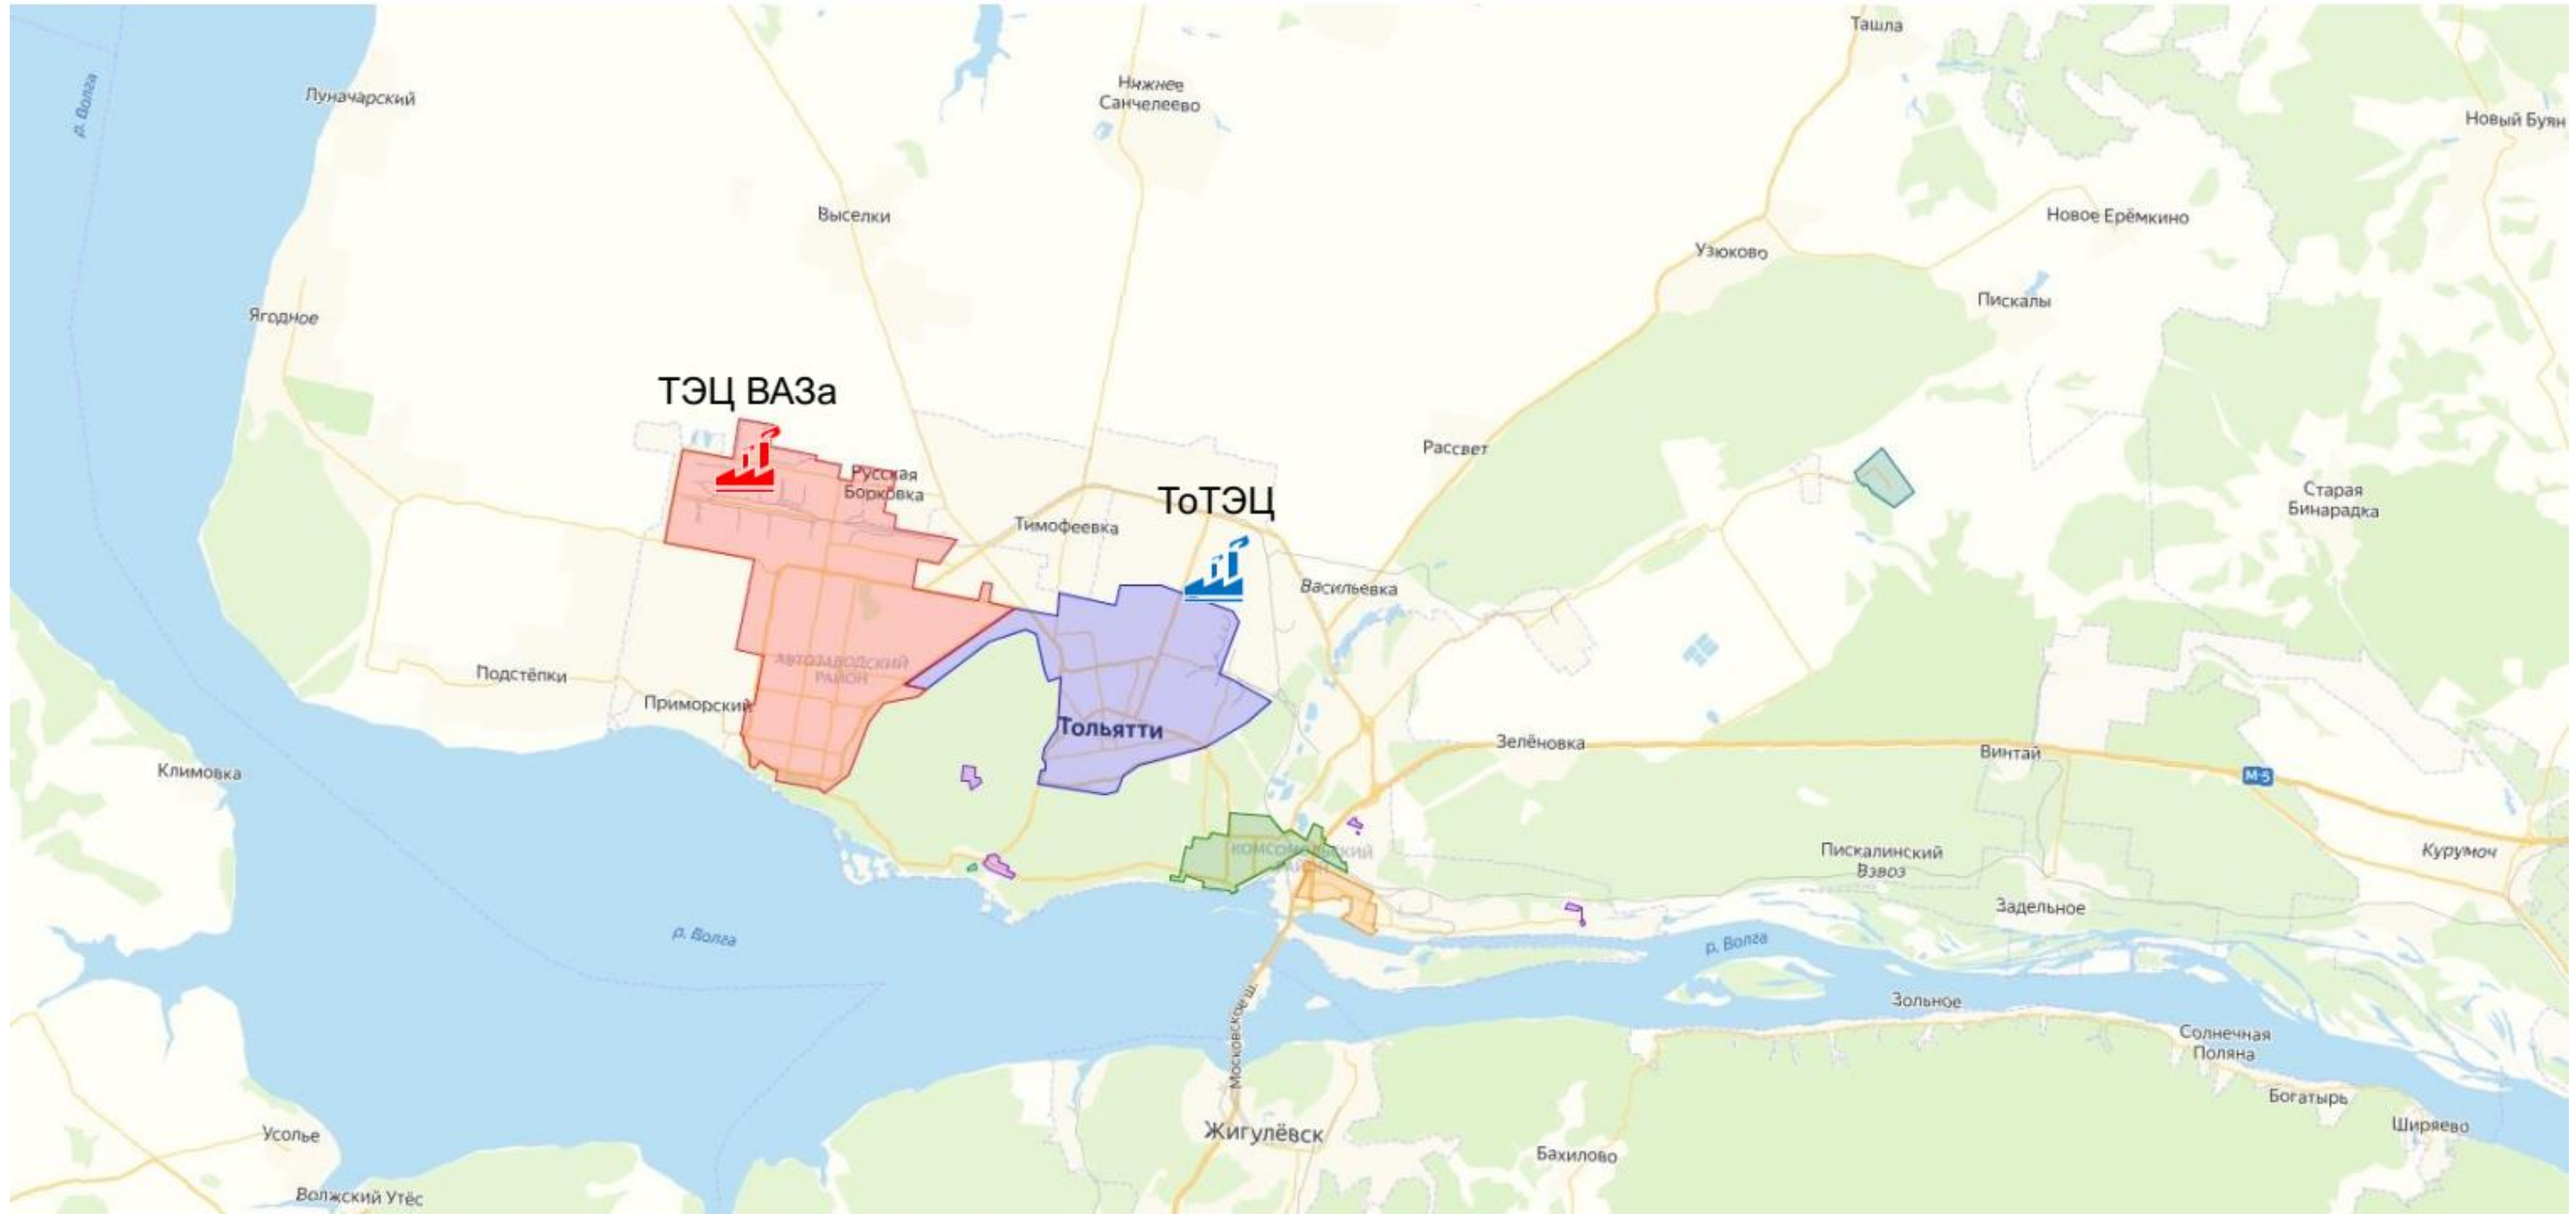 Ташла
р. Волга
Луначарский
Нижнее
Санчелеево
Новый Буян
Выселки
Новое Ерёмкино
Узюково
Пискалы
Ягодное
ТЭЦ ВАЗа
Рассвет
Русская
Борковка
ТоТЭЦ
Старая
Бинарадка
Тимофеевка
Васильевка
АВТОЗАВОДСКИЙ
РАЙОН
Подстёпки
Приморский
Тольятти
Зелёновка
Винтай
Климовка
М-5
КОМСОМОЛЬСКИЙ
РАЙОН
Пискалинский
Взвоз
Курумоч
Задельное
р. Волга
р. Волга
Зольное
Московское ш.
Солнечная
Поляна
Богатырь
Ширяево
Жигулёвск
Усолье
Бахилово
Волжский Утёс